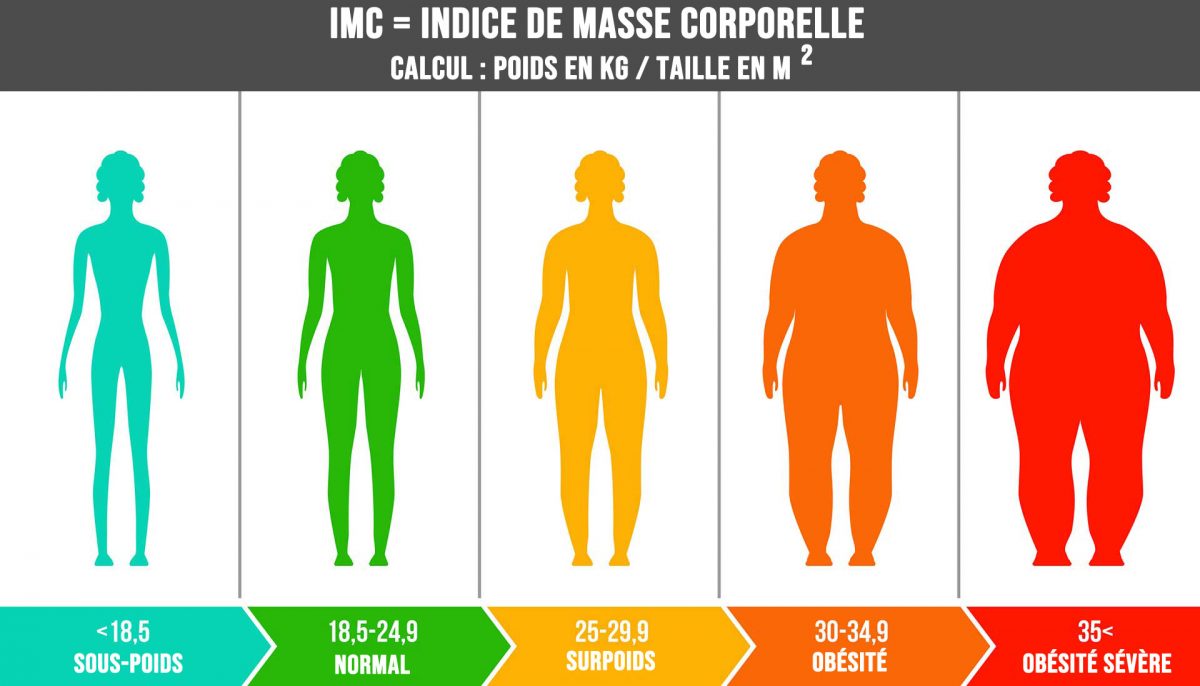 IMC = INDICE DE MASSE CORPORELLE
CALCUL : POIDS EN KG / TAILLE EN M ²
<18,5
SOUS-POIDS
18,5-24,9
NORMAL
25-29,9
SURPOIDS
30-34,9
OBÉSITÉ
35<
OBÉSITÉ SÉVÈRE